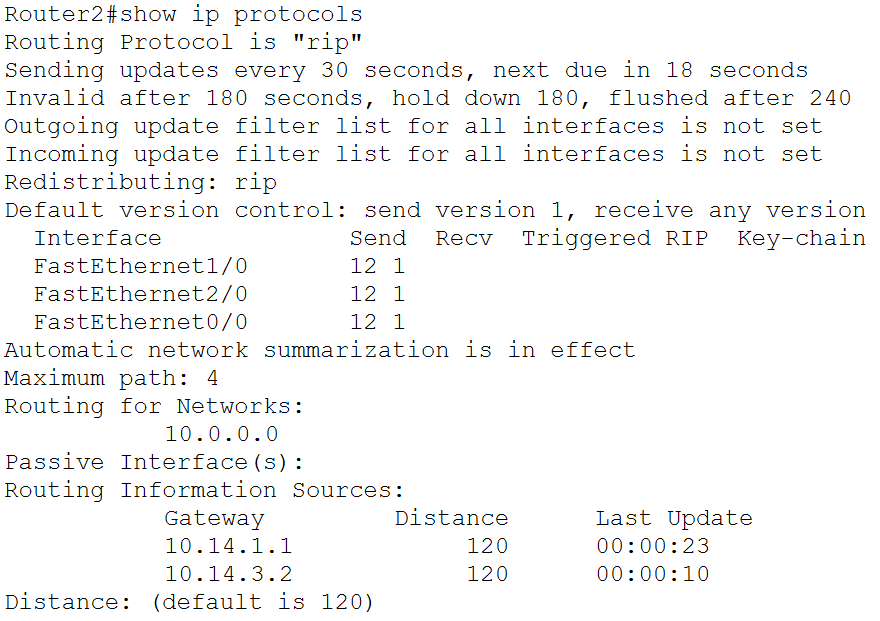 Router2#show ip protocols
Routing Protocol is "rip"
Sending updates every 30 seconds, next due in 18 seconds
Invalid after 180 seconds, hold down 180, flushed after 240
Outgoing update filter list for all interfaces is not set
Incoming update filter list for all interfaces is not set
Redistributing: rip
Default version control: send version 1, receive any version
  Interface             Send  Recv  Triggered RIP  Key-chain
  FastEthernet1/0       12 1
  FastEthernet2/0       12 1
  FastEthernet0/0       12 1
Automatic network summarization is in effect
Maximum path: 4
Routing for Networks:
           10.0.0.0
Passive Interface(s):
Routing Information Sources:
           Gateway         Distance      Last Update
           10.14.1.1            120      00:00:23
           10.14.3.2            120      00:00:10
Distance: (default is 120)